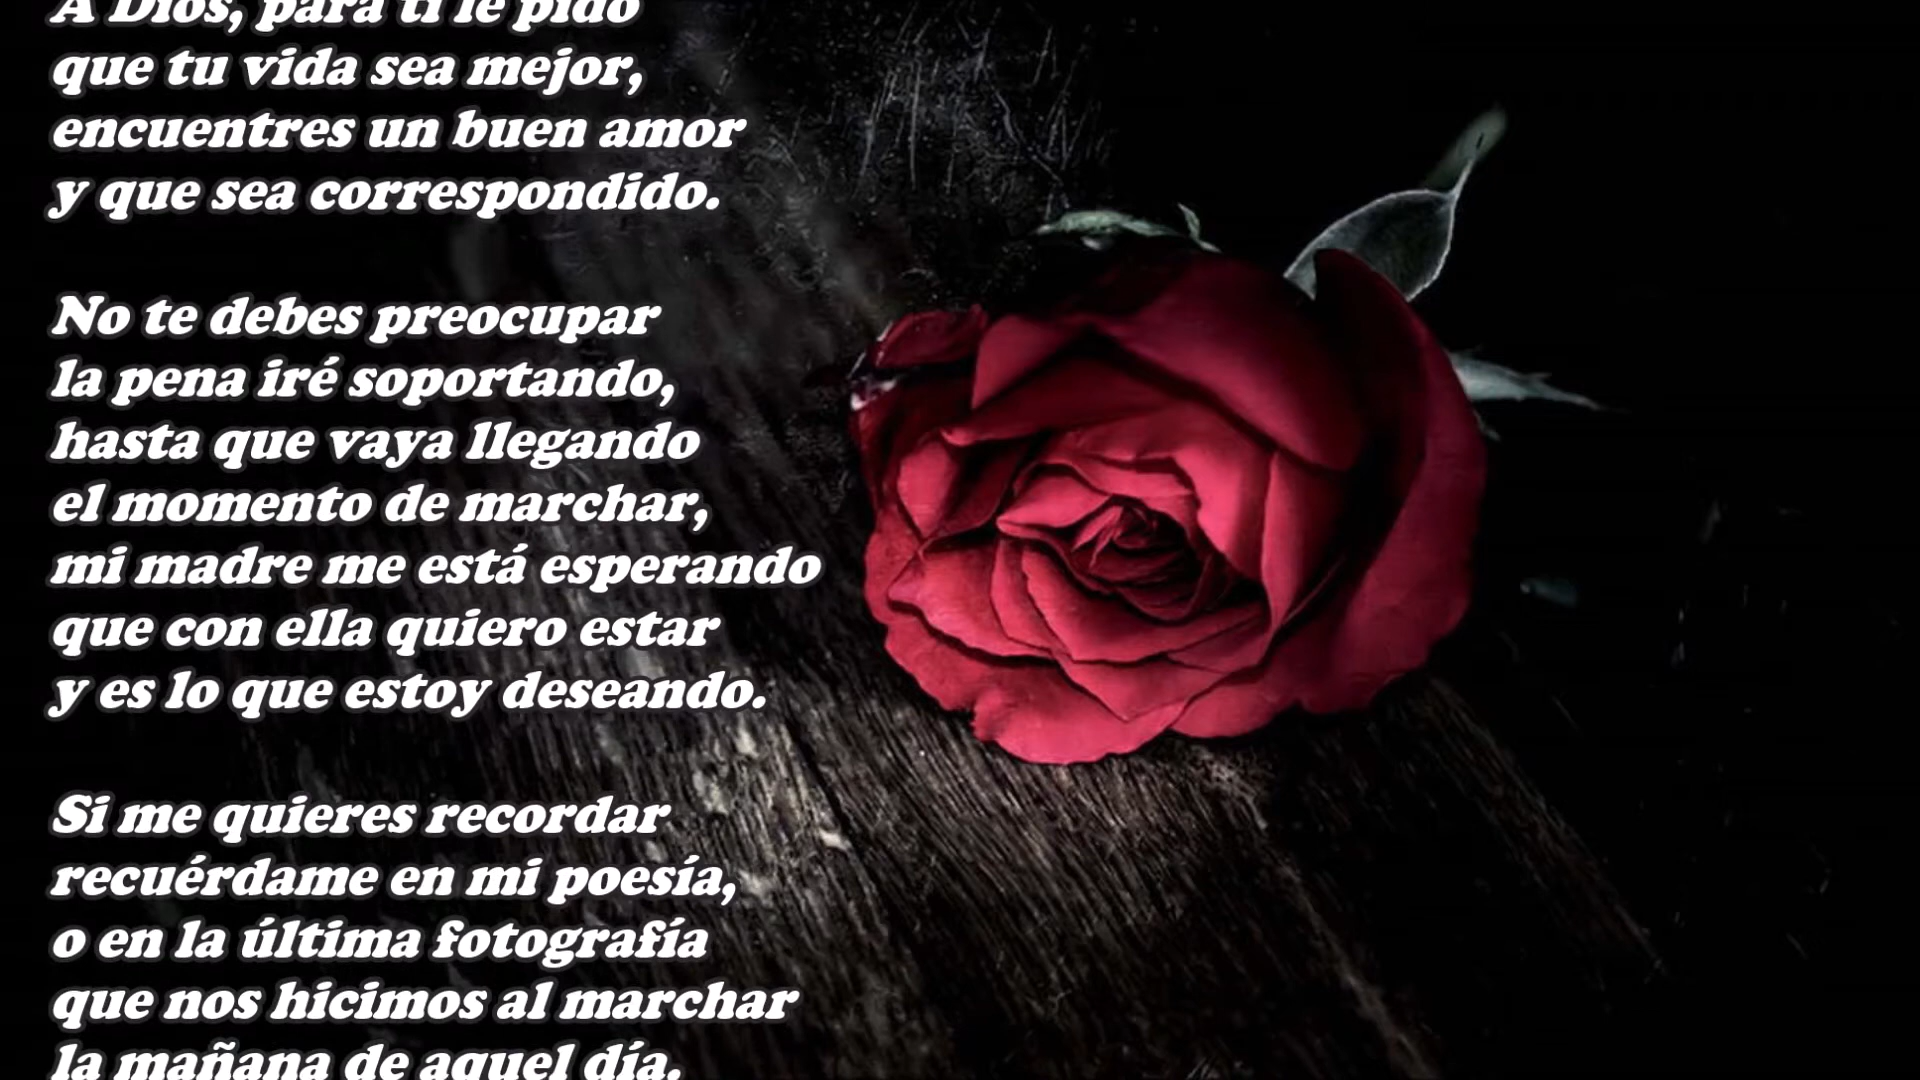 A Dios, para ti le pido
que tu vida sea mejor,
encuentres un buen amor
y que sea correspondido.
No te debes preocupar
la pena iré soportando,
hasta que vaya llegando
el momento de marchar,
mi madre me está esperando
que con ella quiero estar
y es lo que estoy deseando.
Si me quieres recordar
recuérdame en mi poesía,
o en la última fotografía
que nos hicimos al marchar
la mañana de aquel día.